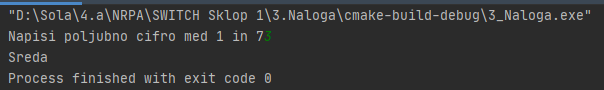 "D:\Sola\4.a\NRPA\SWITCH Sklop 1\3.Naloga\cmake-build-debug\3_Naloga.exe"
Napisi poljubno cifro med 1 in 73
Sreda
Process finished with exit code 0